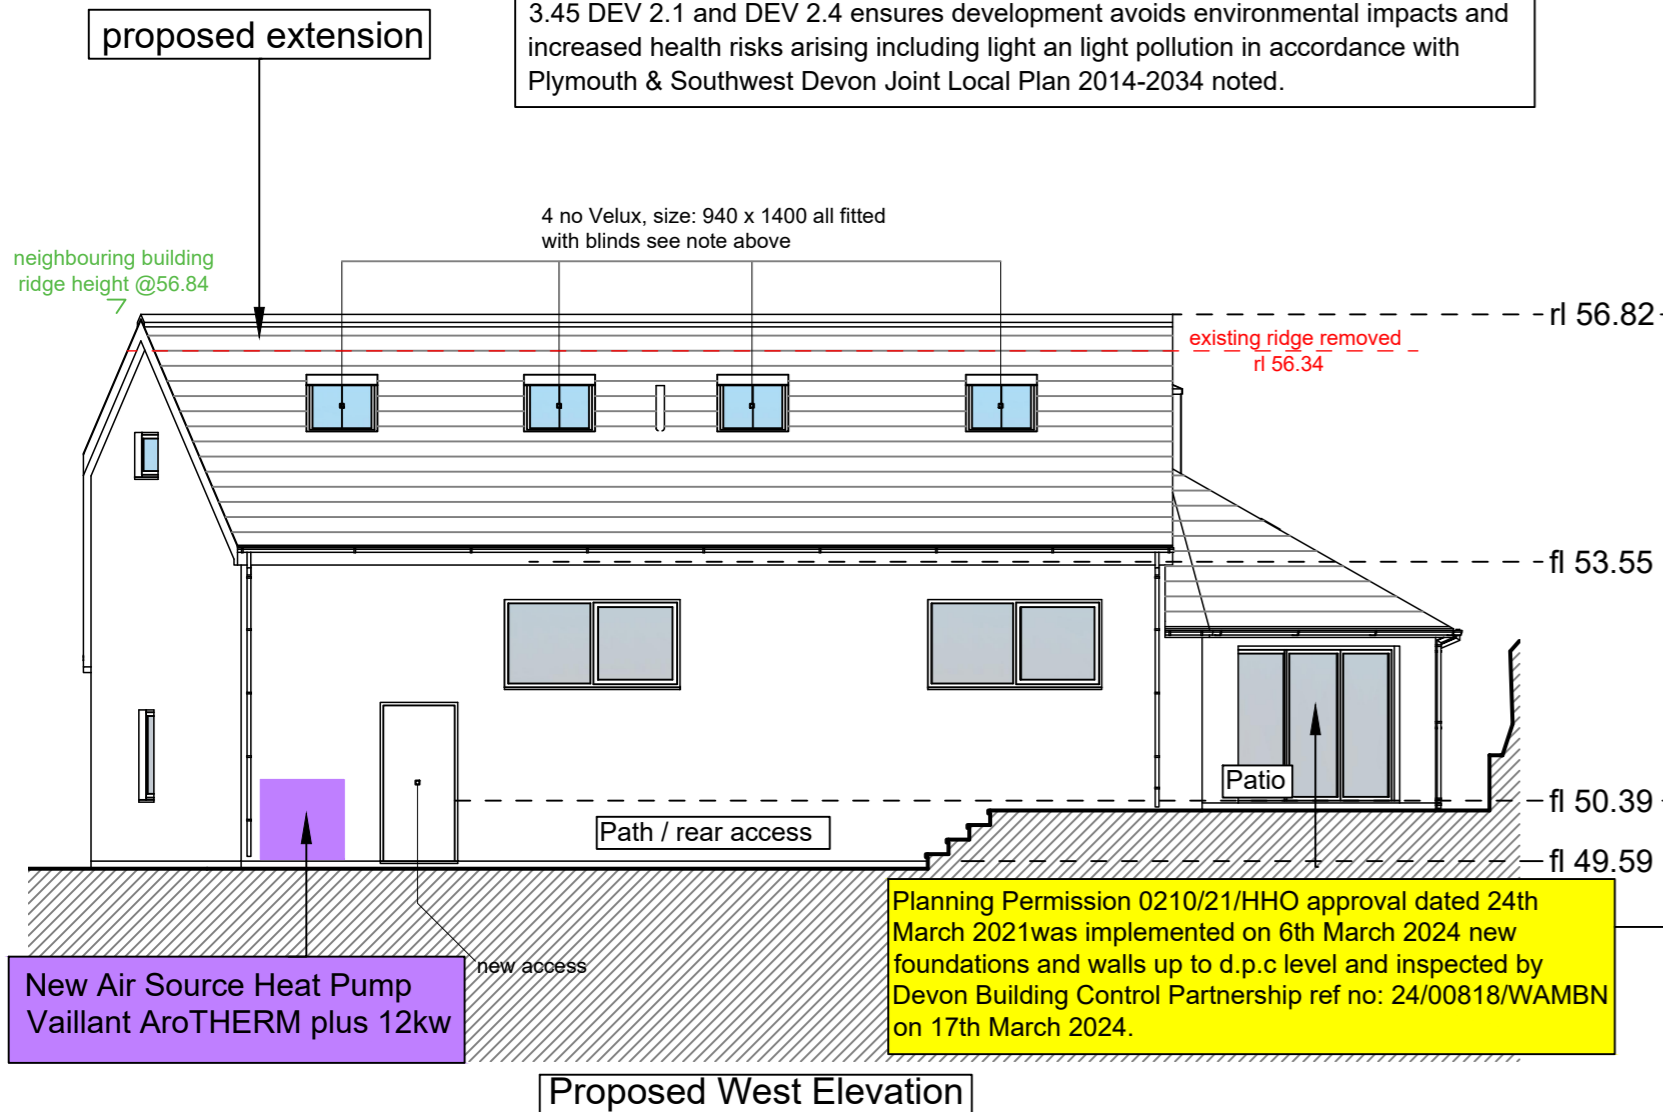 proposed extension
3.45 DEV 2.1 and DEV 2.4 ensures development avoids environmental impacts and
increased health risks arising including light an light pollution in accordance with
Plymouth & Southwest Devon Joint Local Plan 2014-2034 noted.
4 no Velux, size: 940 x 1400 all fitted
with blinds see note above
neighbouring building
ridge height @56.84
rl 56.82
existing ridge removed
rl 56.34
fl 53.55
Patio
fl 50.39
Path / rear access
fl 49.59
Planning Permission 0210/21/HHO approval dated 24th
March 2021was implemented on 6th March 2024 new
foundations and walls up to d.p.c level and inspected by
Devon Building Control Partnership ref no: 24/00818/WAMBN
on 17th March 2024.
new access
New Air Source Heat Pump
Vaillant AroTHERM plus 12kw
Proposed West Elevation